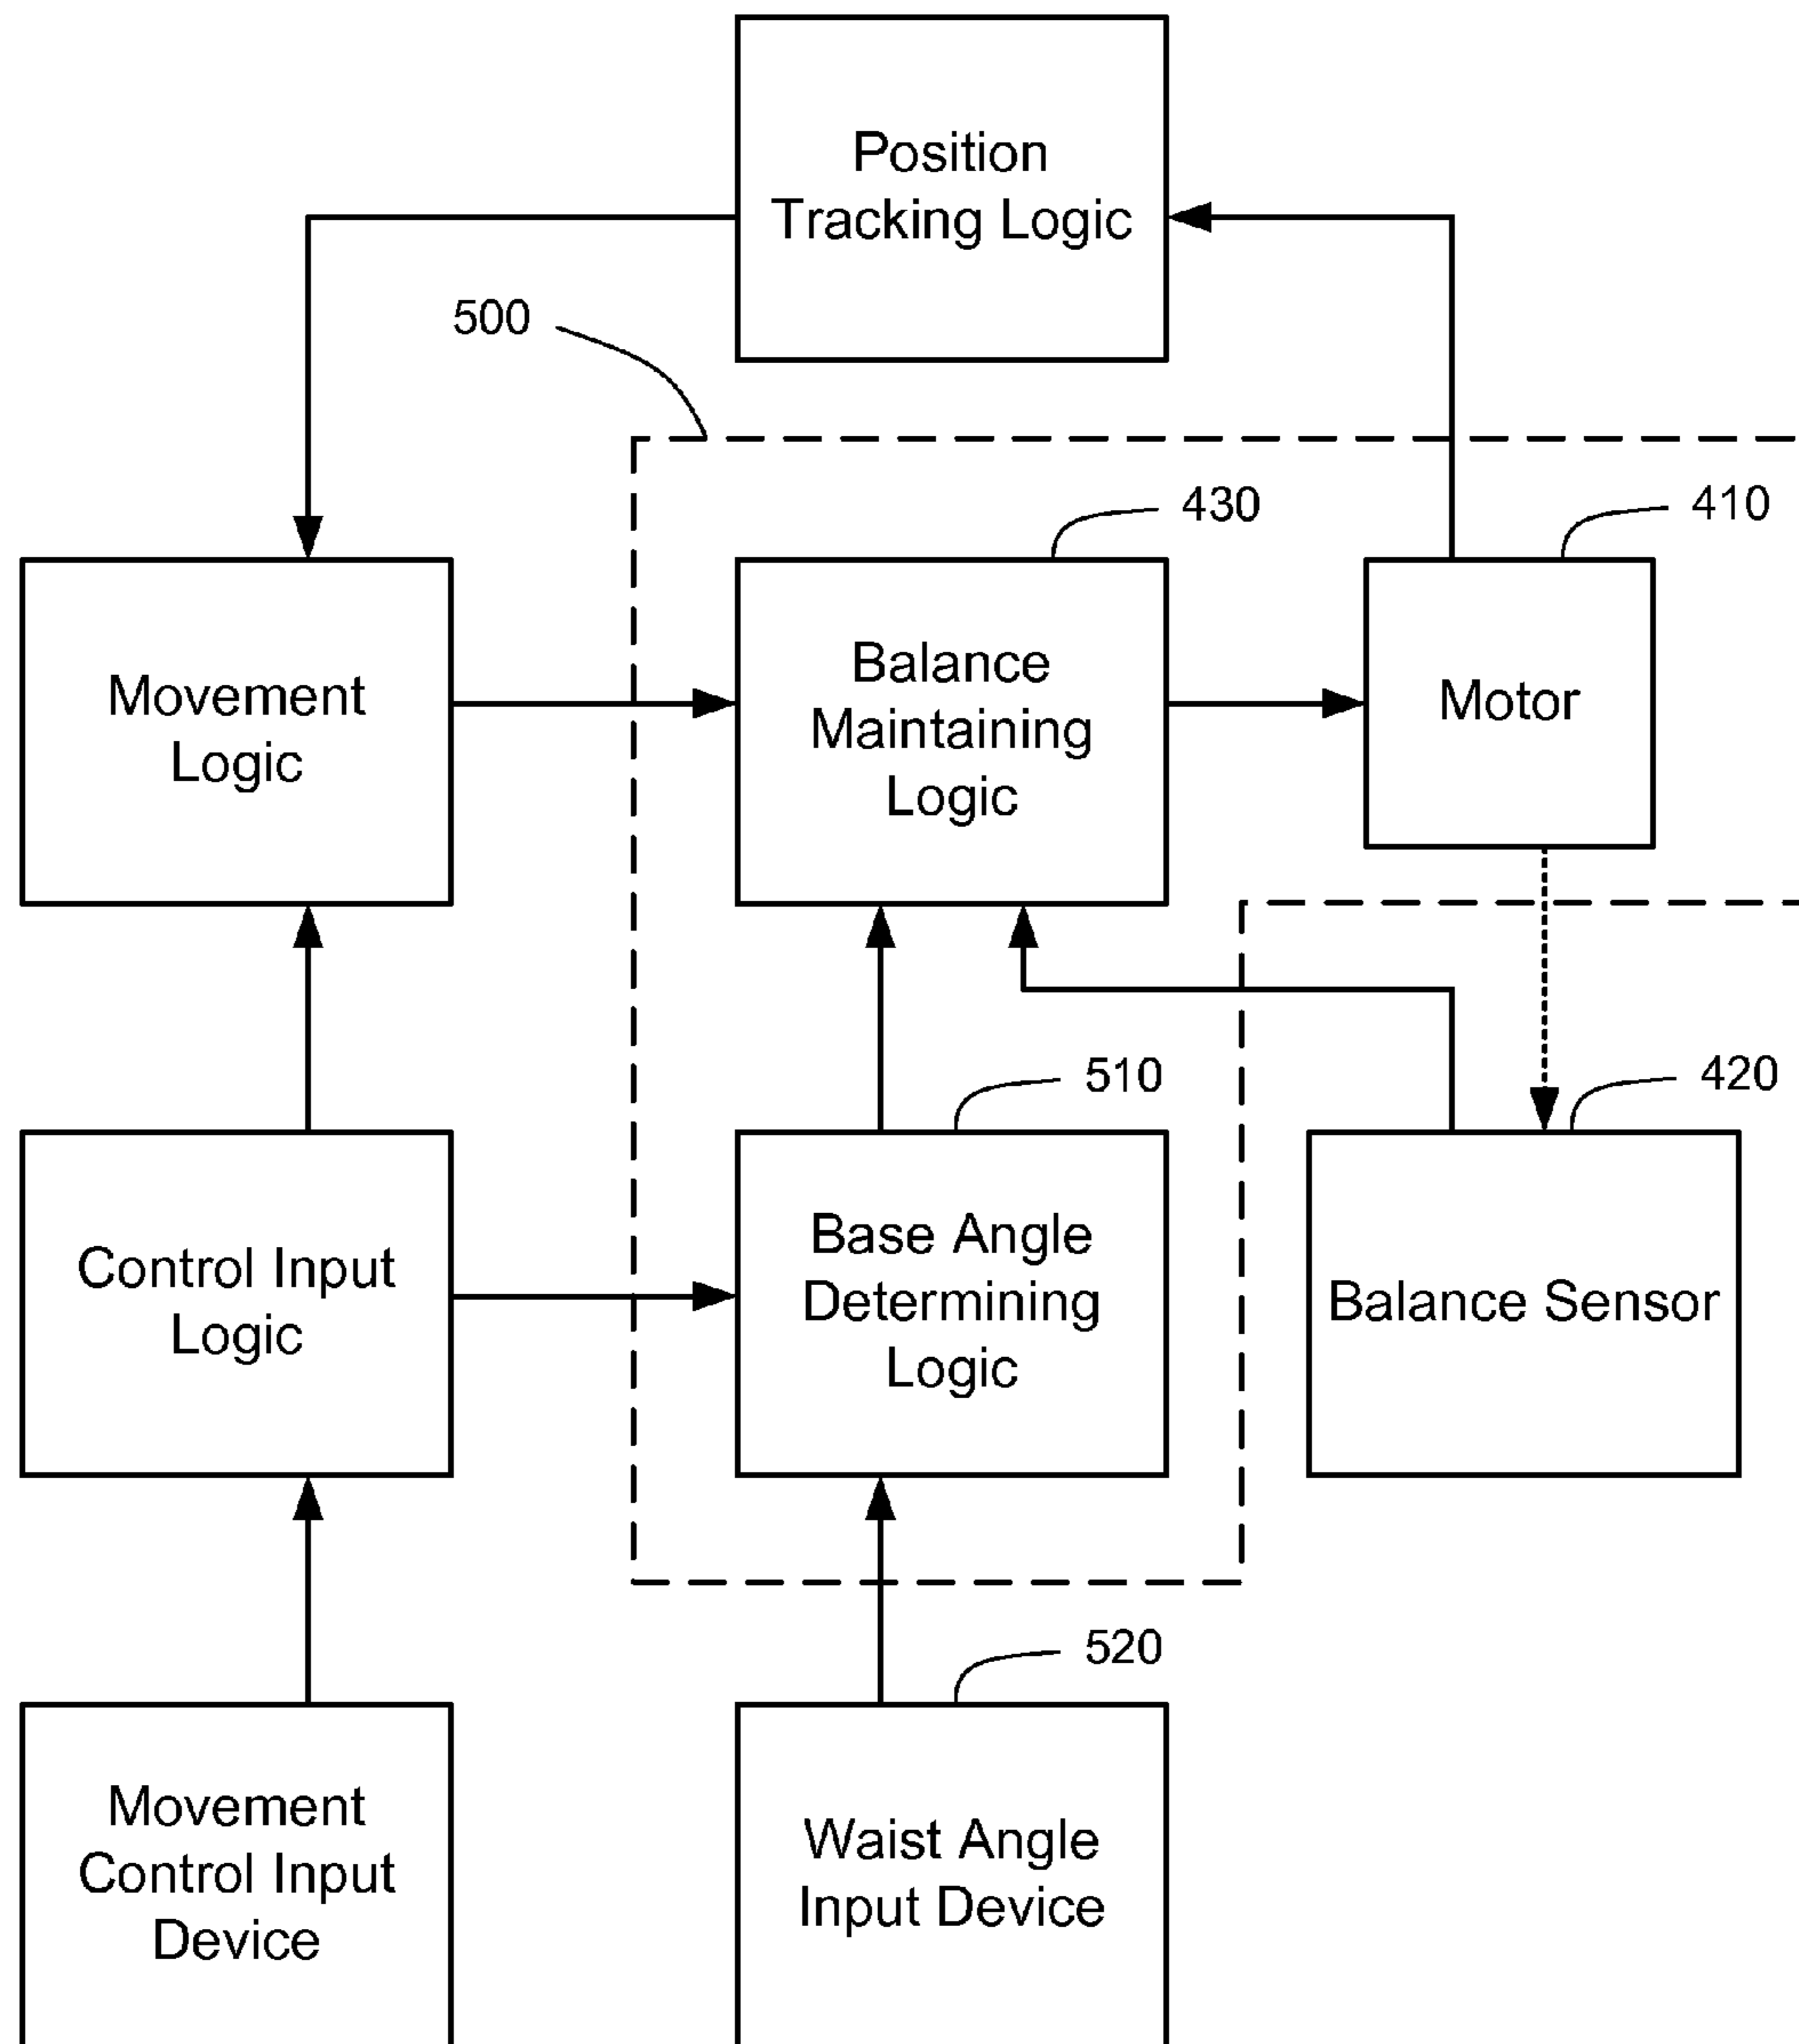 Position
Tracking Logic
500
430
410
Movement
Logic
Balance
Maintaining
Logic
Motor
510
420
Control Input
Logic
Base Angle
Determining
Logic
Balance Sensor
520
Movement
Control Input
Device
Waist Angle
Input Device